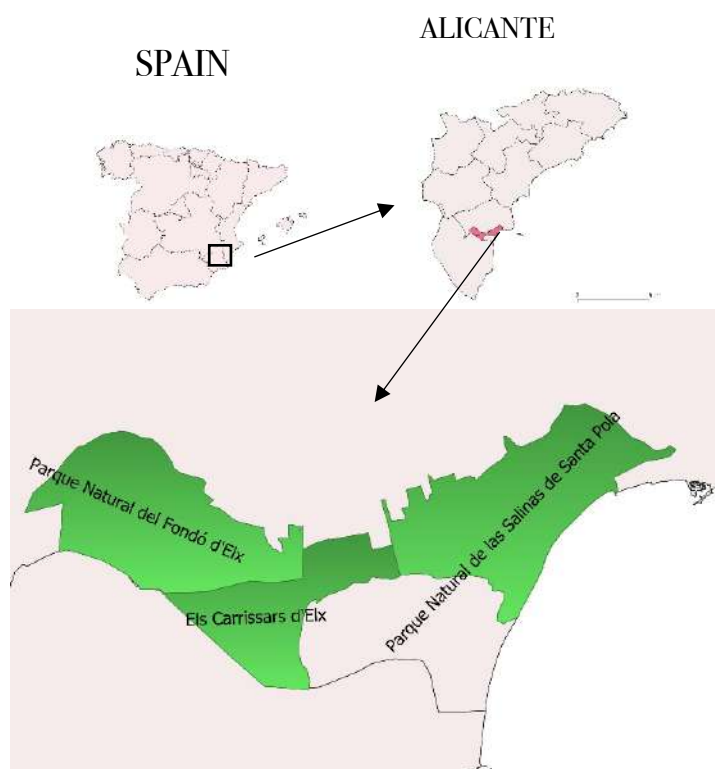 ALICANTE
SPAIN
Parque Natural del Fondó d'Elx
Parque Natural de las Salinas de Santa Pola
Els Carrissars d'Elx